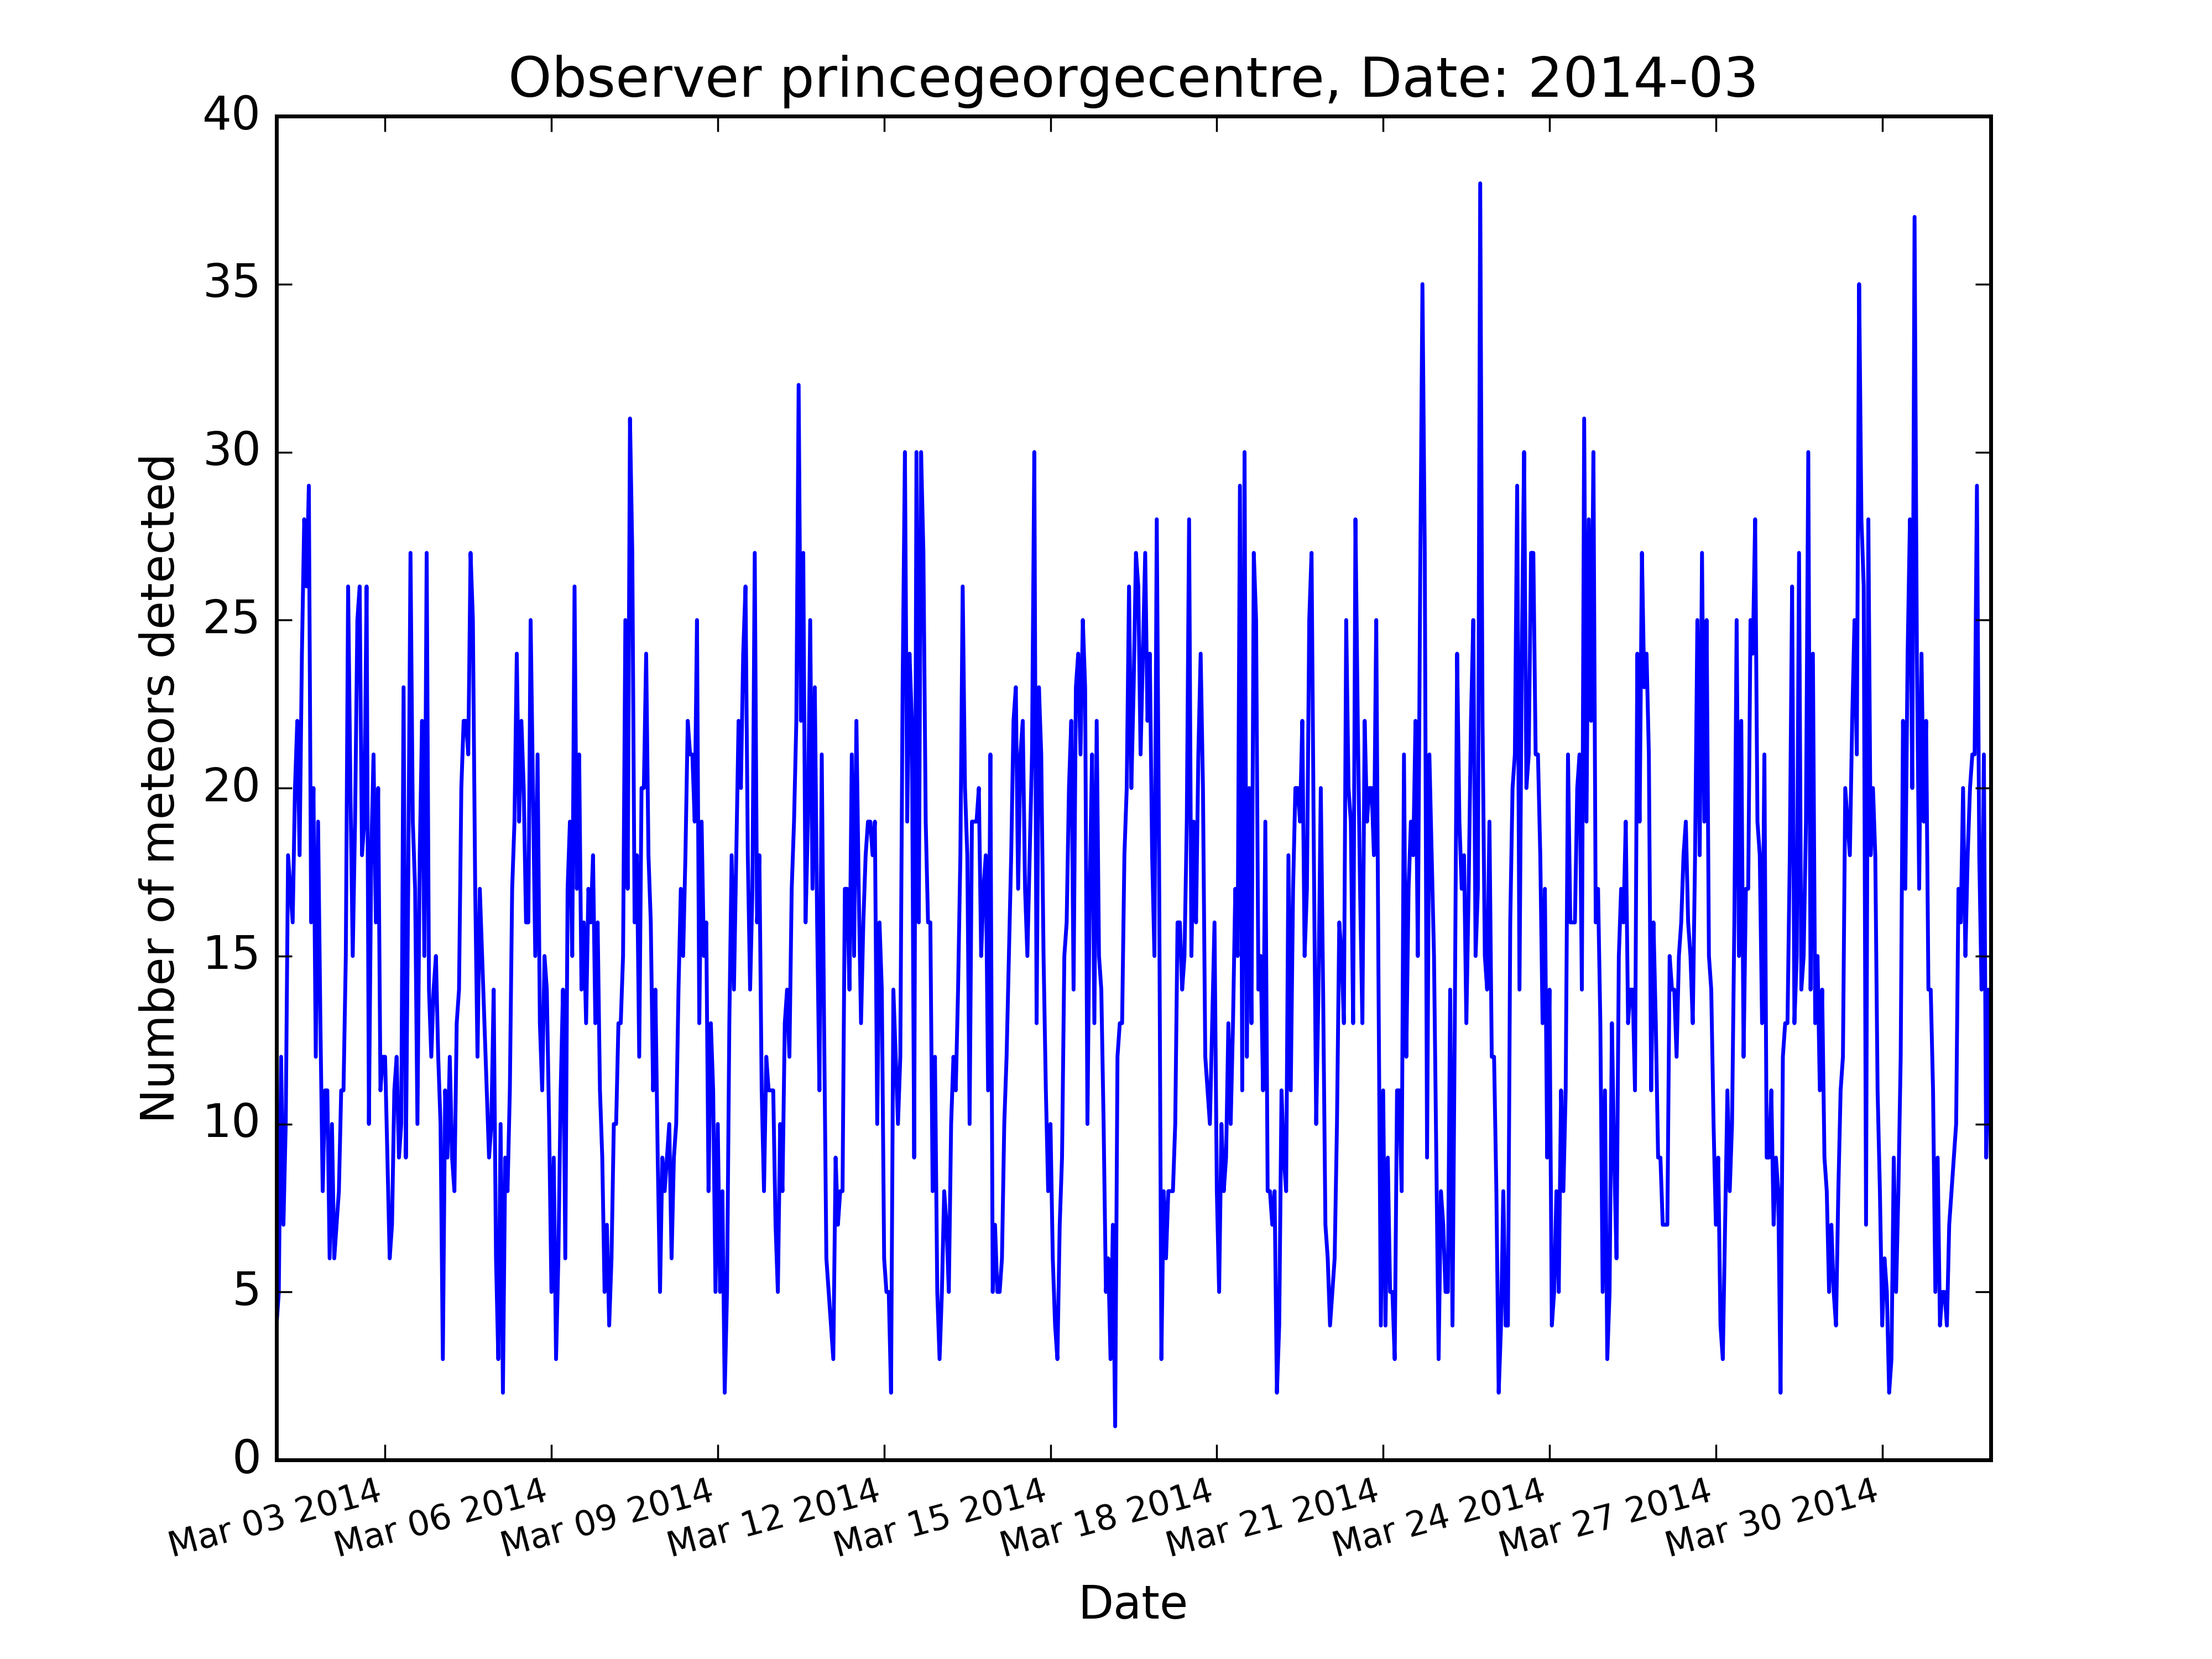 Observer princegeorgecentre, Date: 2014-03
40
35
30
25
20
15
10
5
0
Number of meteors detected
Mar 03 2014
Mar 06 2014
Mar 09 2014
Mar 12 2014
Mar 15 2014
Mar 18 2014
Mar 21 2014
Mar 24 2014
Mar 27 2014
Mar 30 2014
Date